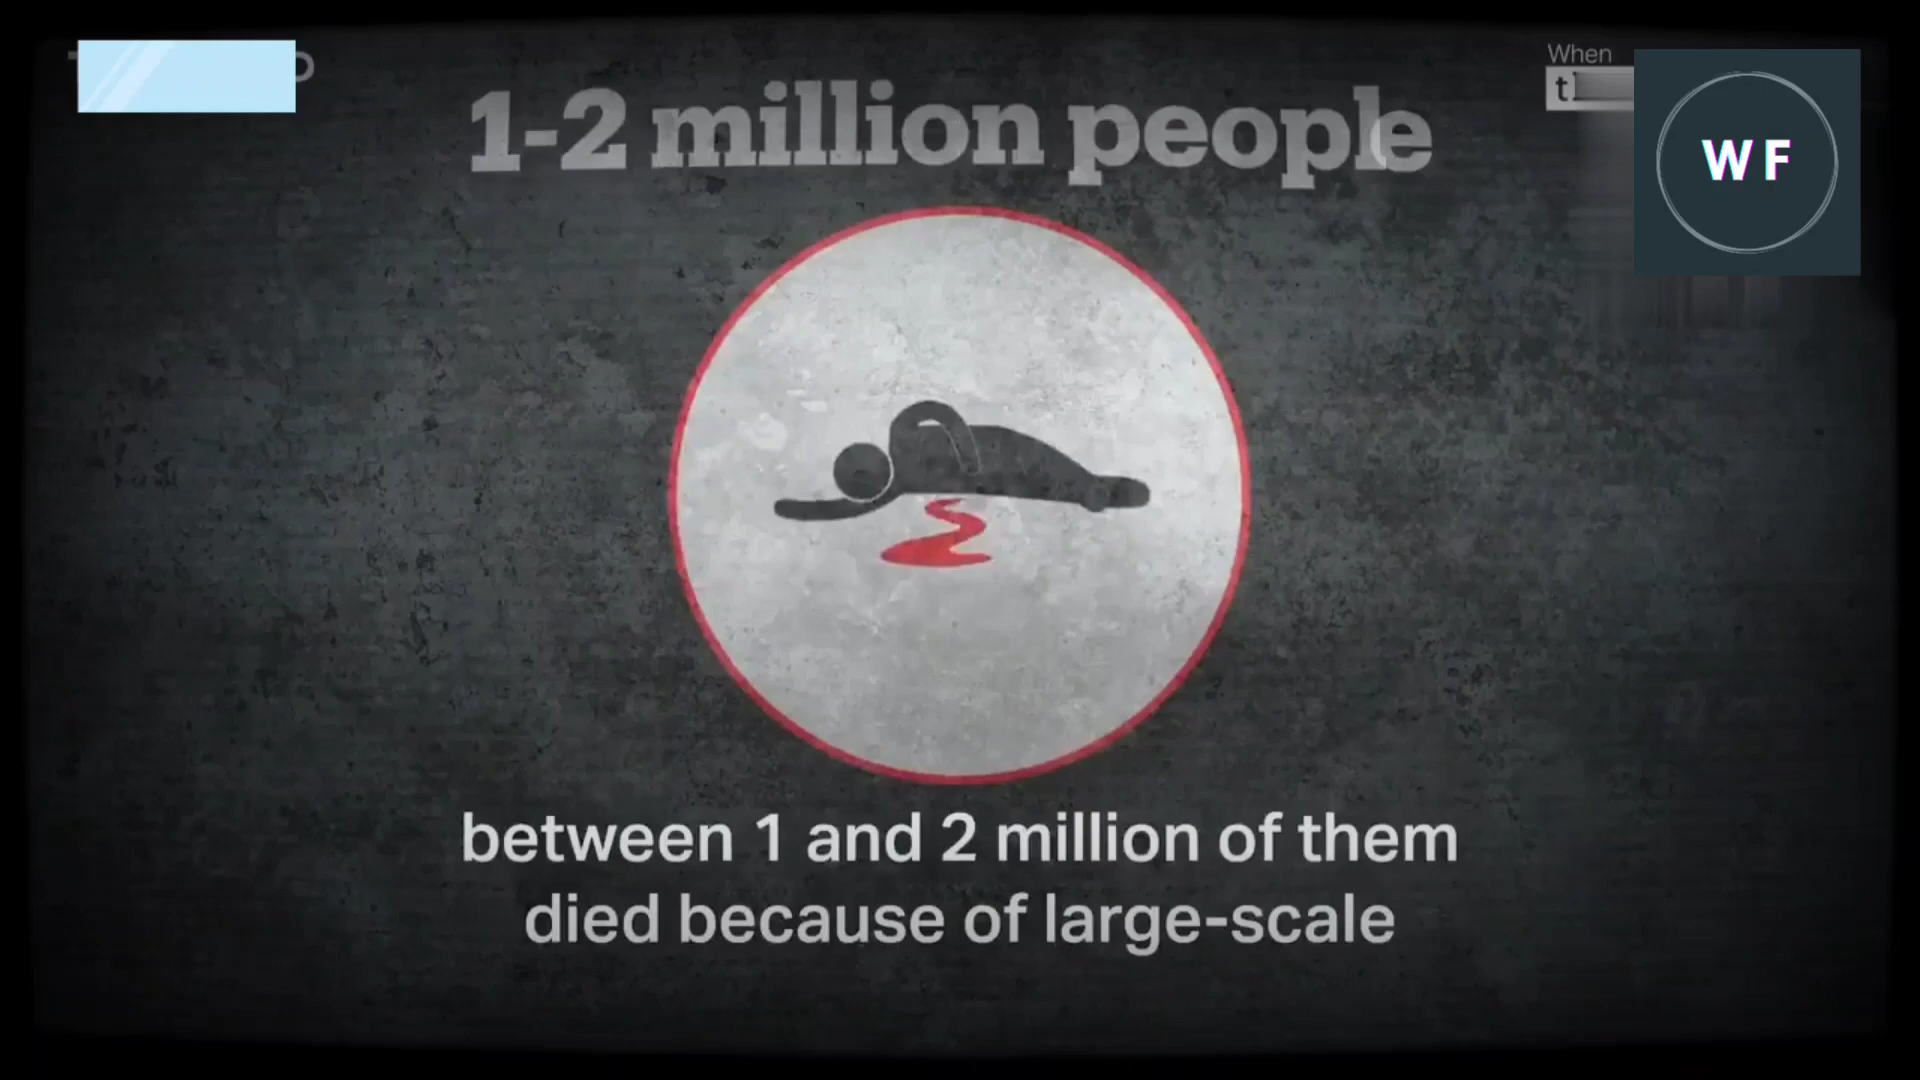 When
t
1-2 million people
W F
between 1 and 2 million of them
died because of large-scale